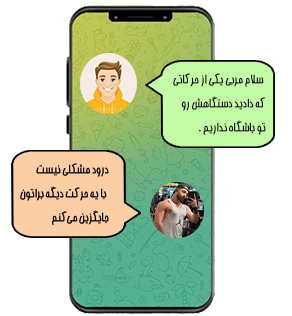 سلام مربی یکی از حرکاتی
که دادید دستگاهش رو
تو باشگاه نداریم .
درود مشکلی نیست
با یه حرکت دیگه براتون
جایگزین می‌کنم